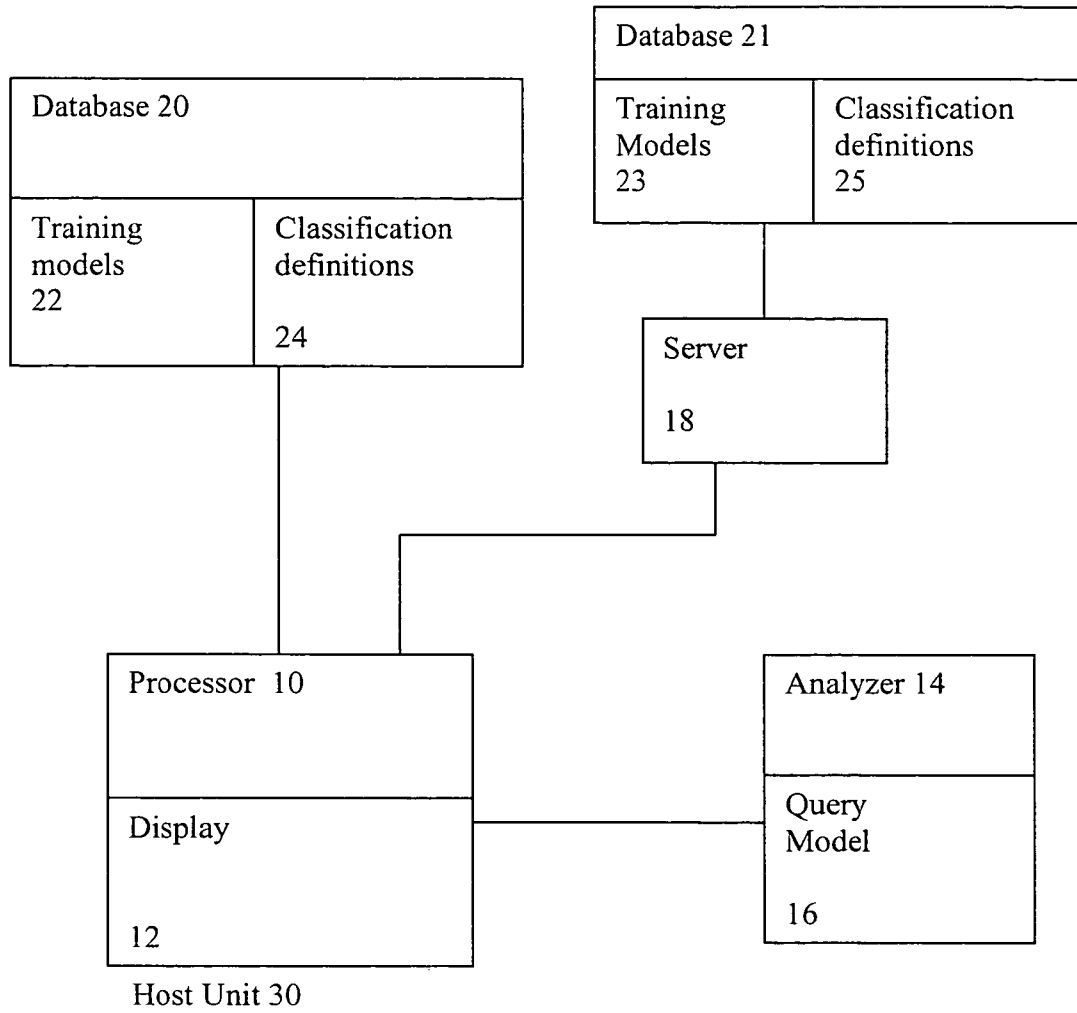 Database 21
Training
Models
23
Classification
definitions
25
Database 20
Training
models
22
Classification
definitions
24
Server
18
Processor 10
Display
12
Host Unit 30
Analyzer 14
Query
Model
16